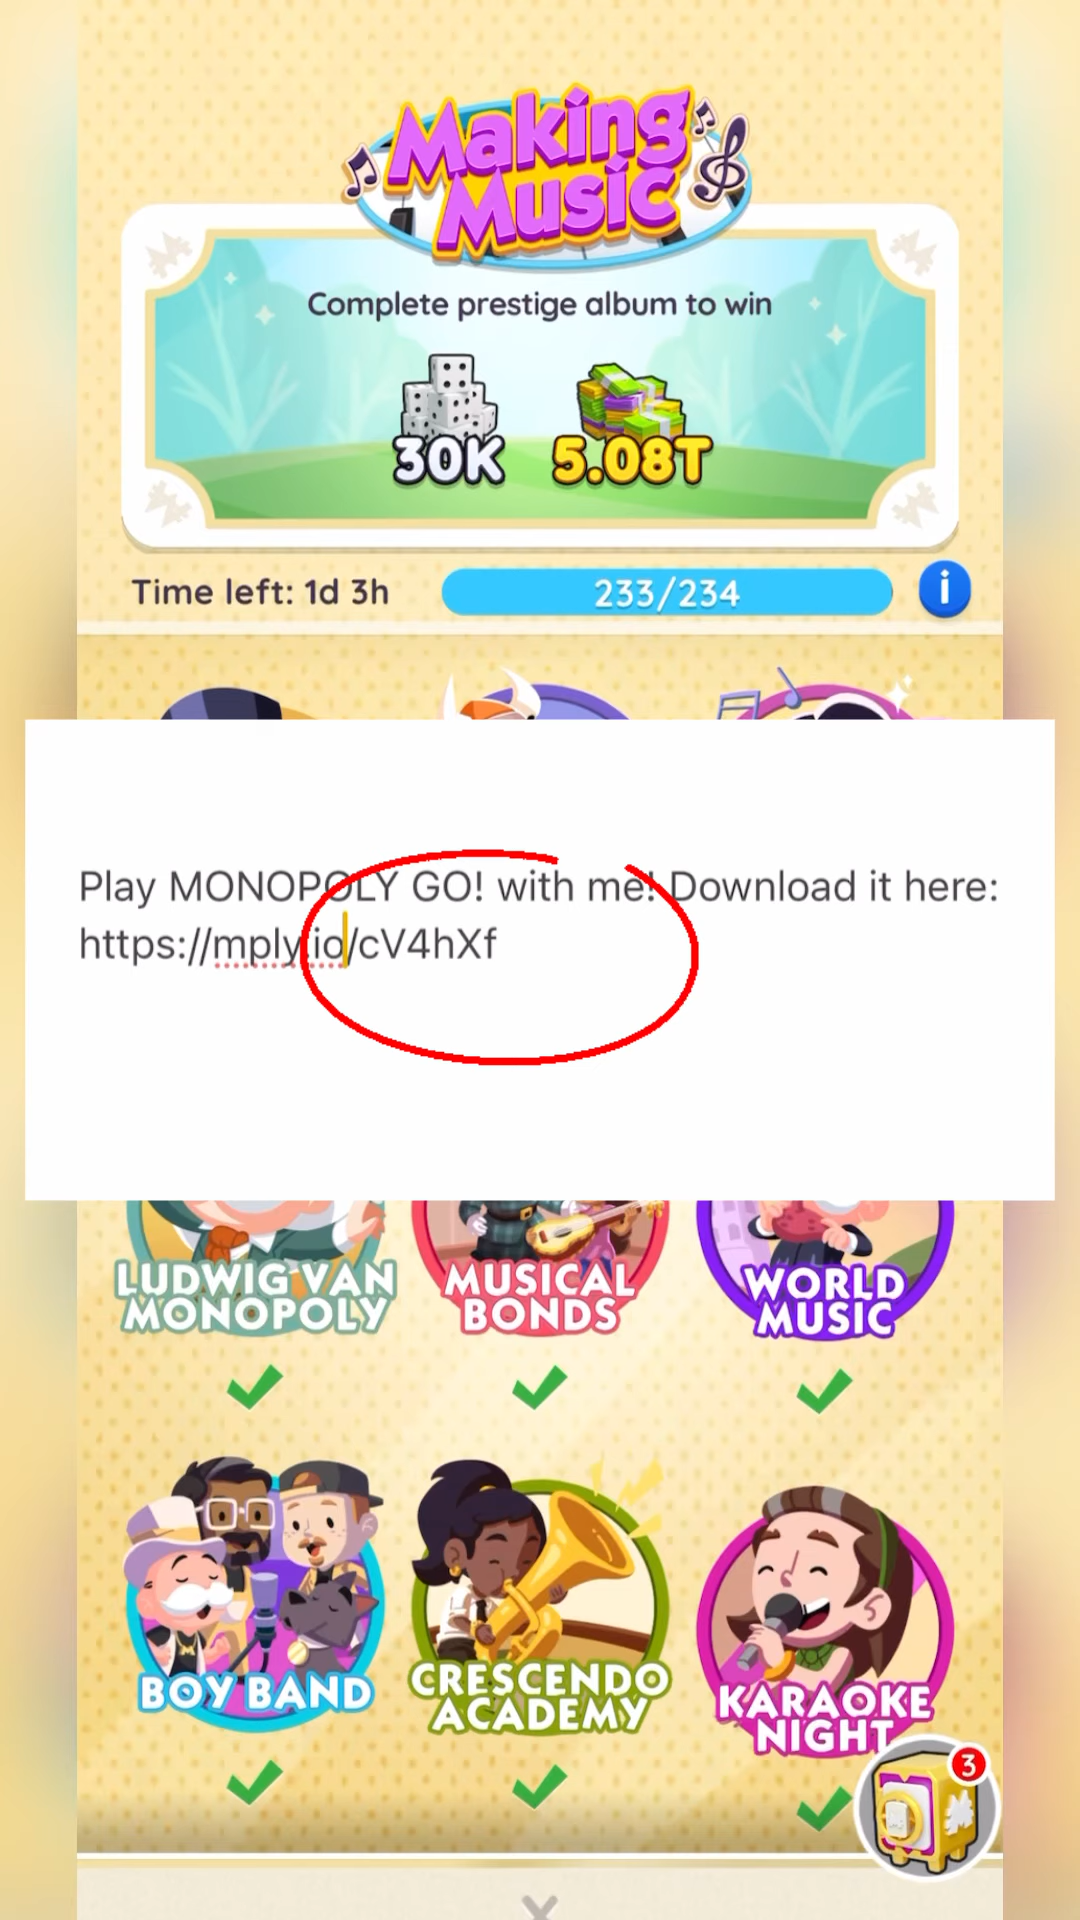 Making
Music
Complete prestige album to win
30K 5.08T
Time left: 1d 3h 233/234 i
Play MONOPOLY GO! with me! Download it here:
https://mply.io/cV4hXf
LUDWIG VAN
MONOPOLY
MUSICAL
BONDS
WORLD
MUSIC
BOY BAND
CRESCENDO
ACADEMY
KARAOKE
NIGHT
3